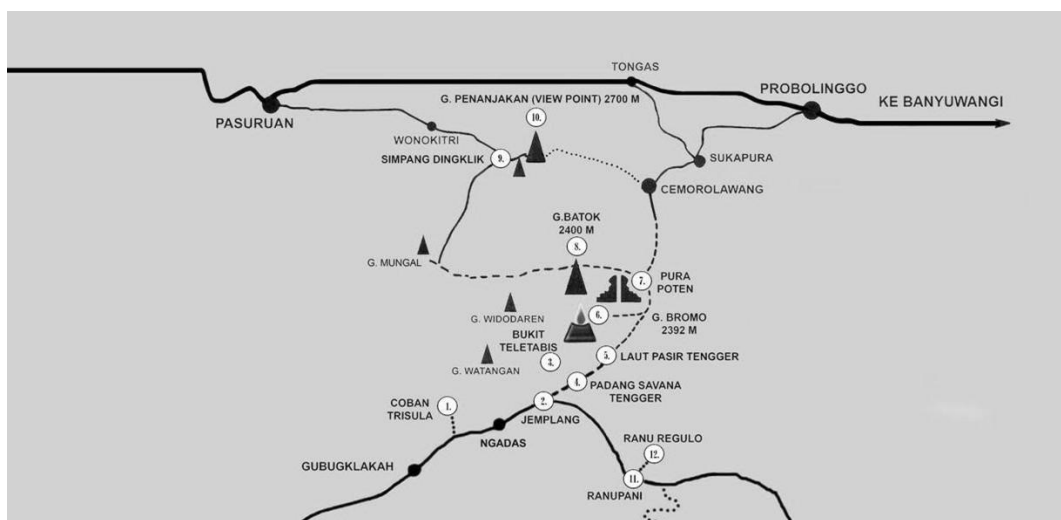 TONGAS
PROBOLINGGO
KE BANYUWANGI
PASURUAN
G. PENANJAKAN (VIEW POINT) 2700 M
10.
WONOKITRI
SIMPANG DINGKLIK
9.
SUKAPURA
CEMOROLAWANG
G.BATOK
2400 M
8.
G. MUNGAL
7.
PURA
POTEN
G. WIDODAREN
6.
G. BROMO
2392 M
BUKIT
TELETABIS
3.
5.
LAUT PASIR TENGGER
G. WATANGAN
4.
PADANG SAVANA
TENGGER
COBAN
TRISULA
1.
2.
JEMPLANG
NGADAS
RANU REGULO
12.
GUBUGKLAKAH
11.
RANUPANI